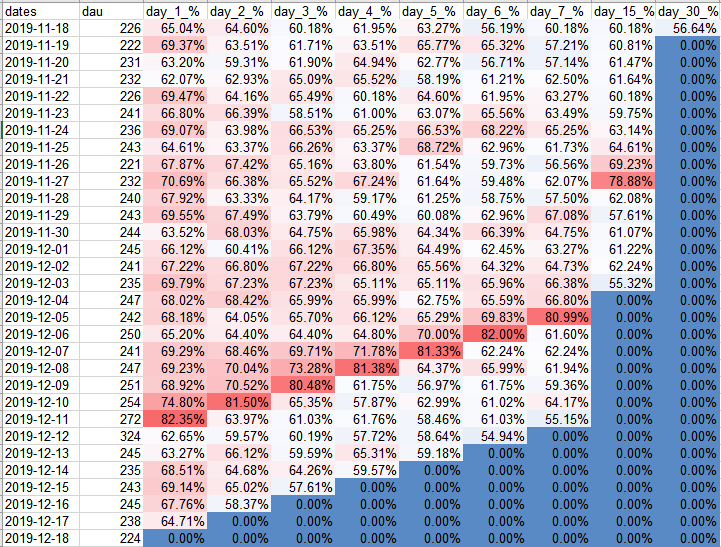 dates dau day_1_% day_2_% day_3_% day_4_% day_5_% day_6_% day_7_% day_15_% day_30_%
2019-11-18 226 65.04% 64.60% 60.18% 61.95% 63.27% 56.19% 60.18% 60.18% 56.64%
2019-11-19 222 69.37% 63.51% 61.71% 63.51% 65.77% 65.32% 57.21% 60.81% 0.00%
2019-11-20 231 63.20% 59.31% 61.90% 64.94% 62.77% 56.71% 57.14% 61.47% 0.00%
2019-11-21 232 62.07% 62.93% 65.09% 65.52% 58.19% 61.21% 62.50% 61.64% 0.00%
2019-11-22 226 69.47% 64.16% 65.49% 60.18% 64.60% 61.95% 63.27% 60.18% 0.00%
2019-11-23 241 66.80% 66.39% 58.51% 61.00% 63.07% 65.56% 63.49% 59.75% 0.00%
2019-11-24 236 69.07% 63.98% 66.53% 65.25% 66.53% 68.22% 65.25% 63.14% 0.00%
2019-11-25 243 64.61% 63.37% 66.26% 63.37% 68.72% 62.96% 61.73% 64.61% 0.00%
2019-11-26 221 67.87% 67.42% 65.16% 63.80% 61.54% 59.73% 56.56% 69.23% 0.00%
2019-11-27 232 70.69% 66.38% 65.52% 67.24% 61.64% 59.48% 62.07% 78.88% 0.00%
2019-11-28 240 67.92% 63.33% 64.17% 59.17% 61.25% 58.75% 57.50% 62.08% 0.00%
2019-11-29 243 69.55% 67.49% 63.79% 60.49% 60.08% 62.96% 67.08% 57.61% 0.00%
2019-11-30 244 63.52% 68.03% 64.75% 65.98% 64.34% 66.39% 64.75% 61.07% 0.00%
2019-12-01 245 66.12% 60.41% 66.12% 67.35% 64.49% 62.45% 63.27% 61.22% 0.00%
2019-12-02 241 67.22% 66.80% 67.22% 66.80% 65.56% 64.32% 64.73% 62.24% 0.00%
2019-12-03 235 69.79% 67.23% 67.23% 65.11% 65.11% 65.96% 66.38% 55.32% 0.00%
2019-12-04 247 68.02% 68.42% 65.99% 65.99% 62.75% 65.59% 66.80% 0.00% 0.00%
2019-12-05 242 68.18% 64.05% 65.70% 66.12% 65.29% 69.83% 80.99% 0.00% 0.00%
2019-12-06 250 65.20% 64.40% 64.40% 64.80% 70.00% 82.00% 61.60% 0.00% 0.00%
2019-12-07 241 69.29% 68.46% 69.71% 71.78% 81.33% 62.24% 62.24% 0.00% 0.00%
2019-12-08 247 69.23% 70.04% 73.28% 81.38% 64.37% 65.99% 61.94% 0.00% 0.00%
2019-12-09 251 68.92% 70.52% 80.48% 61.75% 56.97% 61.75% 59.36% 0.00% 0.00%
2019-12-10 254 74.80% 81.50% 65.35% 57.87% 62.99% 61.02% 64.17% 0.00% 0.00%
2019-12-11 272 82.35% 63.97% 61.03% 61.76% 58.46% 61.03% 55.15% 0.00% 0.00%
2019-12-12 324 62.65% 59.57% 60.19% 57.72% 58.64% 54.94% 0.00% 0.00% 0.00%
2019-12-13 245 63.27% 66.12% 59.59% 65.31% 59.18% 0.00% 0.00% 0.00% 0.00%
2019-12-14 235 68.51% 64.68% 64.26% 59.57% 0.00% 0.00% 0.00% 0.00% 0.00%
2019-12-15 243 69.14% 65.02% 57.61% 0.00% 0.00% 0.00% 0.00% 0.00% 0.00%
2019-12-16 245 67.76% 58.37% 0.00% 0.00% 0.00% 0.00% 0.00% 0.00% 0.00%
2019-12-17 238 64.71% 0.00% 0.00% 0.00% 0.00% 0.00% 0.00% 0.00% 0.00%
2019-12-18 224 0.00% 0.00% 0.00% 0.00% 0.00% 0.00% 0.00% 0.00% 0.00%